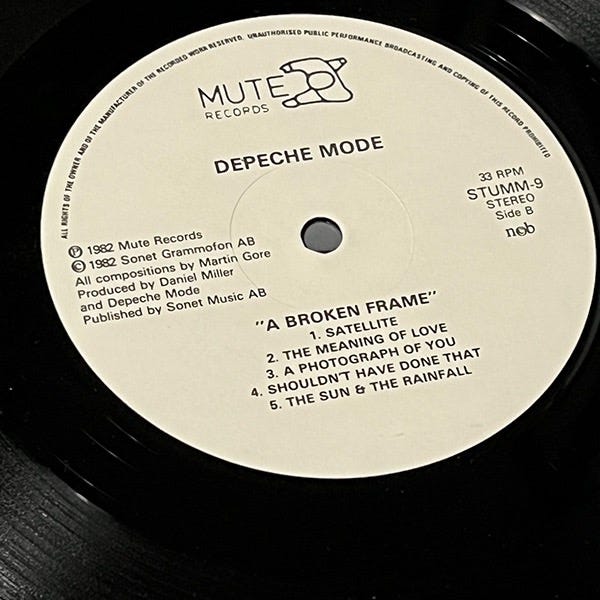 ALL RIGHTS OF THE OWNER AND OF THE MANUFACTURER OF THE RECORDED WORK RESERVED. UNAUTHORISED PUBLIC PERFORMANCE BROADCASTING AND COPYING OF THIS RECORD PROHIBITED
MUTE
RECORDS
DEPECHE MODE
33 RPM
STUMM-9
STEREO
Side B
ncb
℗ 1982 Mute Records
© 1982 Sonet Grammofon AB
All compositions by Martin Gore
Produced by Daniel Miller
and Depeche Mode
Published by Sonet Music AB
"A BROKEN FRAME"
1. SATELLITE
2. THE MEANING OF LOVE
3. A PHOTOGRAPH OF YOU
4. SHOULDN'T HAVE DONE THAT
5. THE SUN & THE RAINFALL